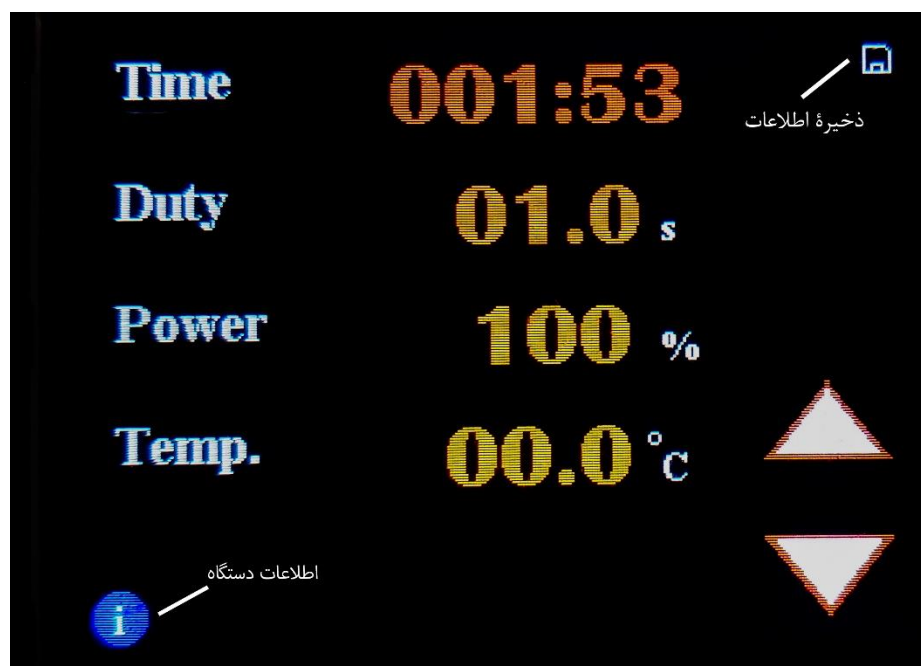 Time 001:53
ذخیرهٔ اطلاعات
Duty 01.0 s
Power 100 %
Temp. 00.0 °C
اطلاعات دستگاه
i